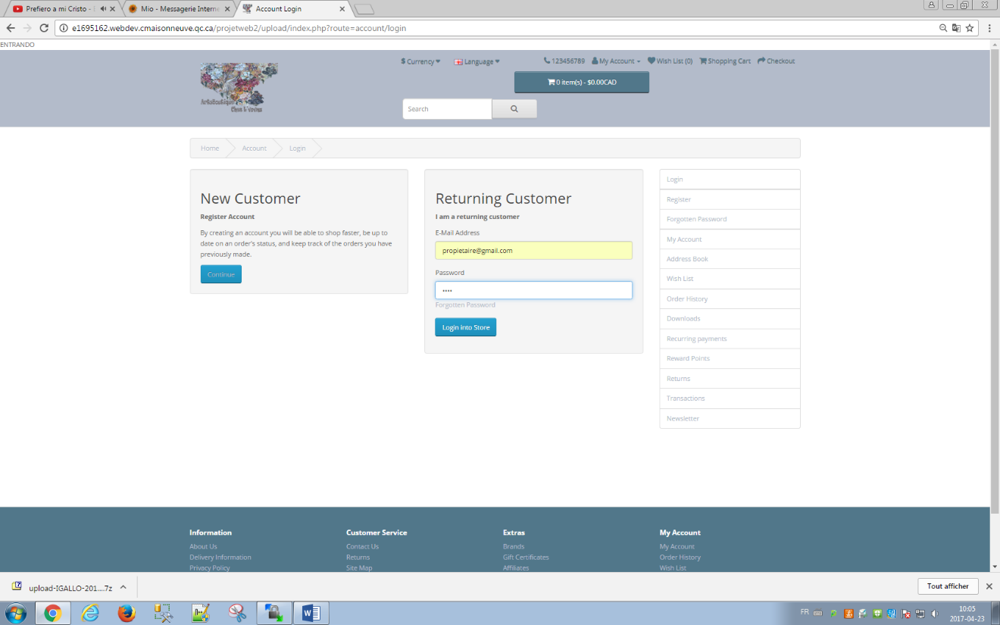 Prefiero a mi Cristo -
Mio - Messagerie Intern
Account Login
e1695162.webdev.cmaisonneuve.qc.ca/projetweb2/upload/index.php?route=account/login
ENTRANDO
$ Currency
Language
123456789
My Account
Wish List (0)
Shopping Cart
Checkout
0 item(s) - $0.00CAD
Search
Home
Account
Login
New Customer
Register Account
By creating an account you will be able to shop faster, be up to
date on an order's status, and keep track of the orders you have
previously made.
Continue
Returning Customer
I am a returning customer
E-Mail Address
propietaire@gmail.com
Password
••••
Forgotten Password
Login into Store
Login
Register
Forgotten Password
My Account
Address Book
Wish List
Order History
Downloads
Recurring payments
Reward Points
Returns
Transactions
Newsletter
Information
About Us
Delivery Information
Privacy Policy
Customer Service
Contact Us
Returns
Site Map
Extras
Brands
Gift Certificates
Affiliates
My Account
My Account
Order History
Wish List
upload-IGALLO-201....7z
Tout afficher
FR
10:05
2017-04-23